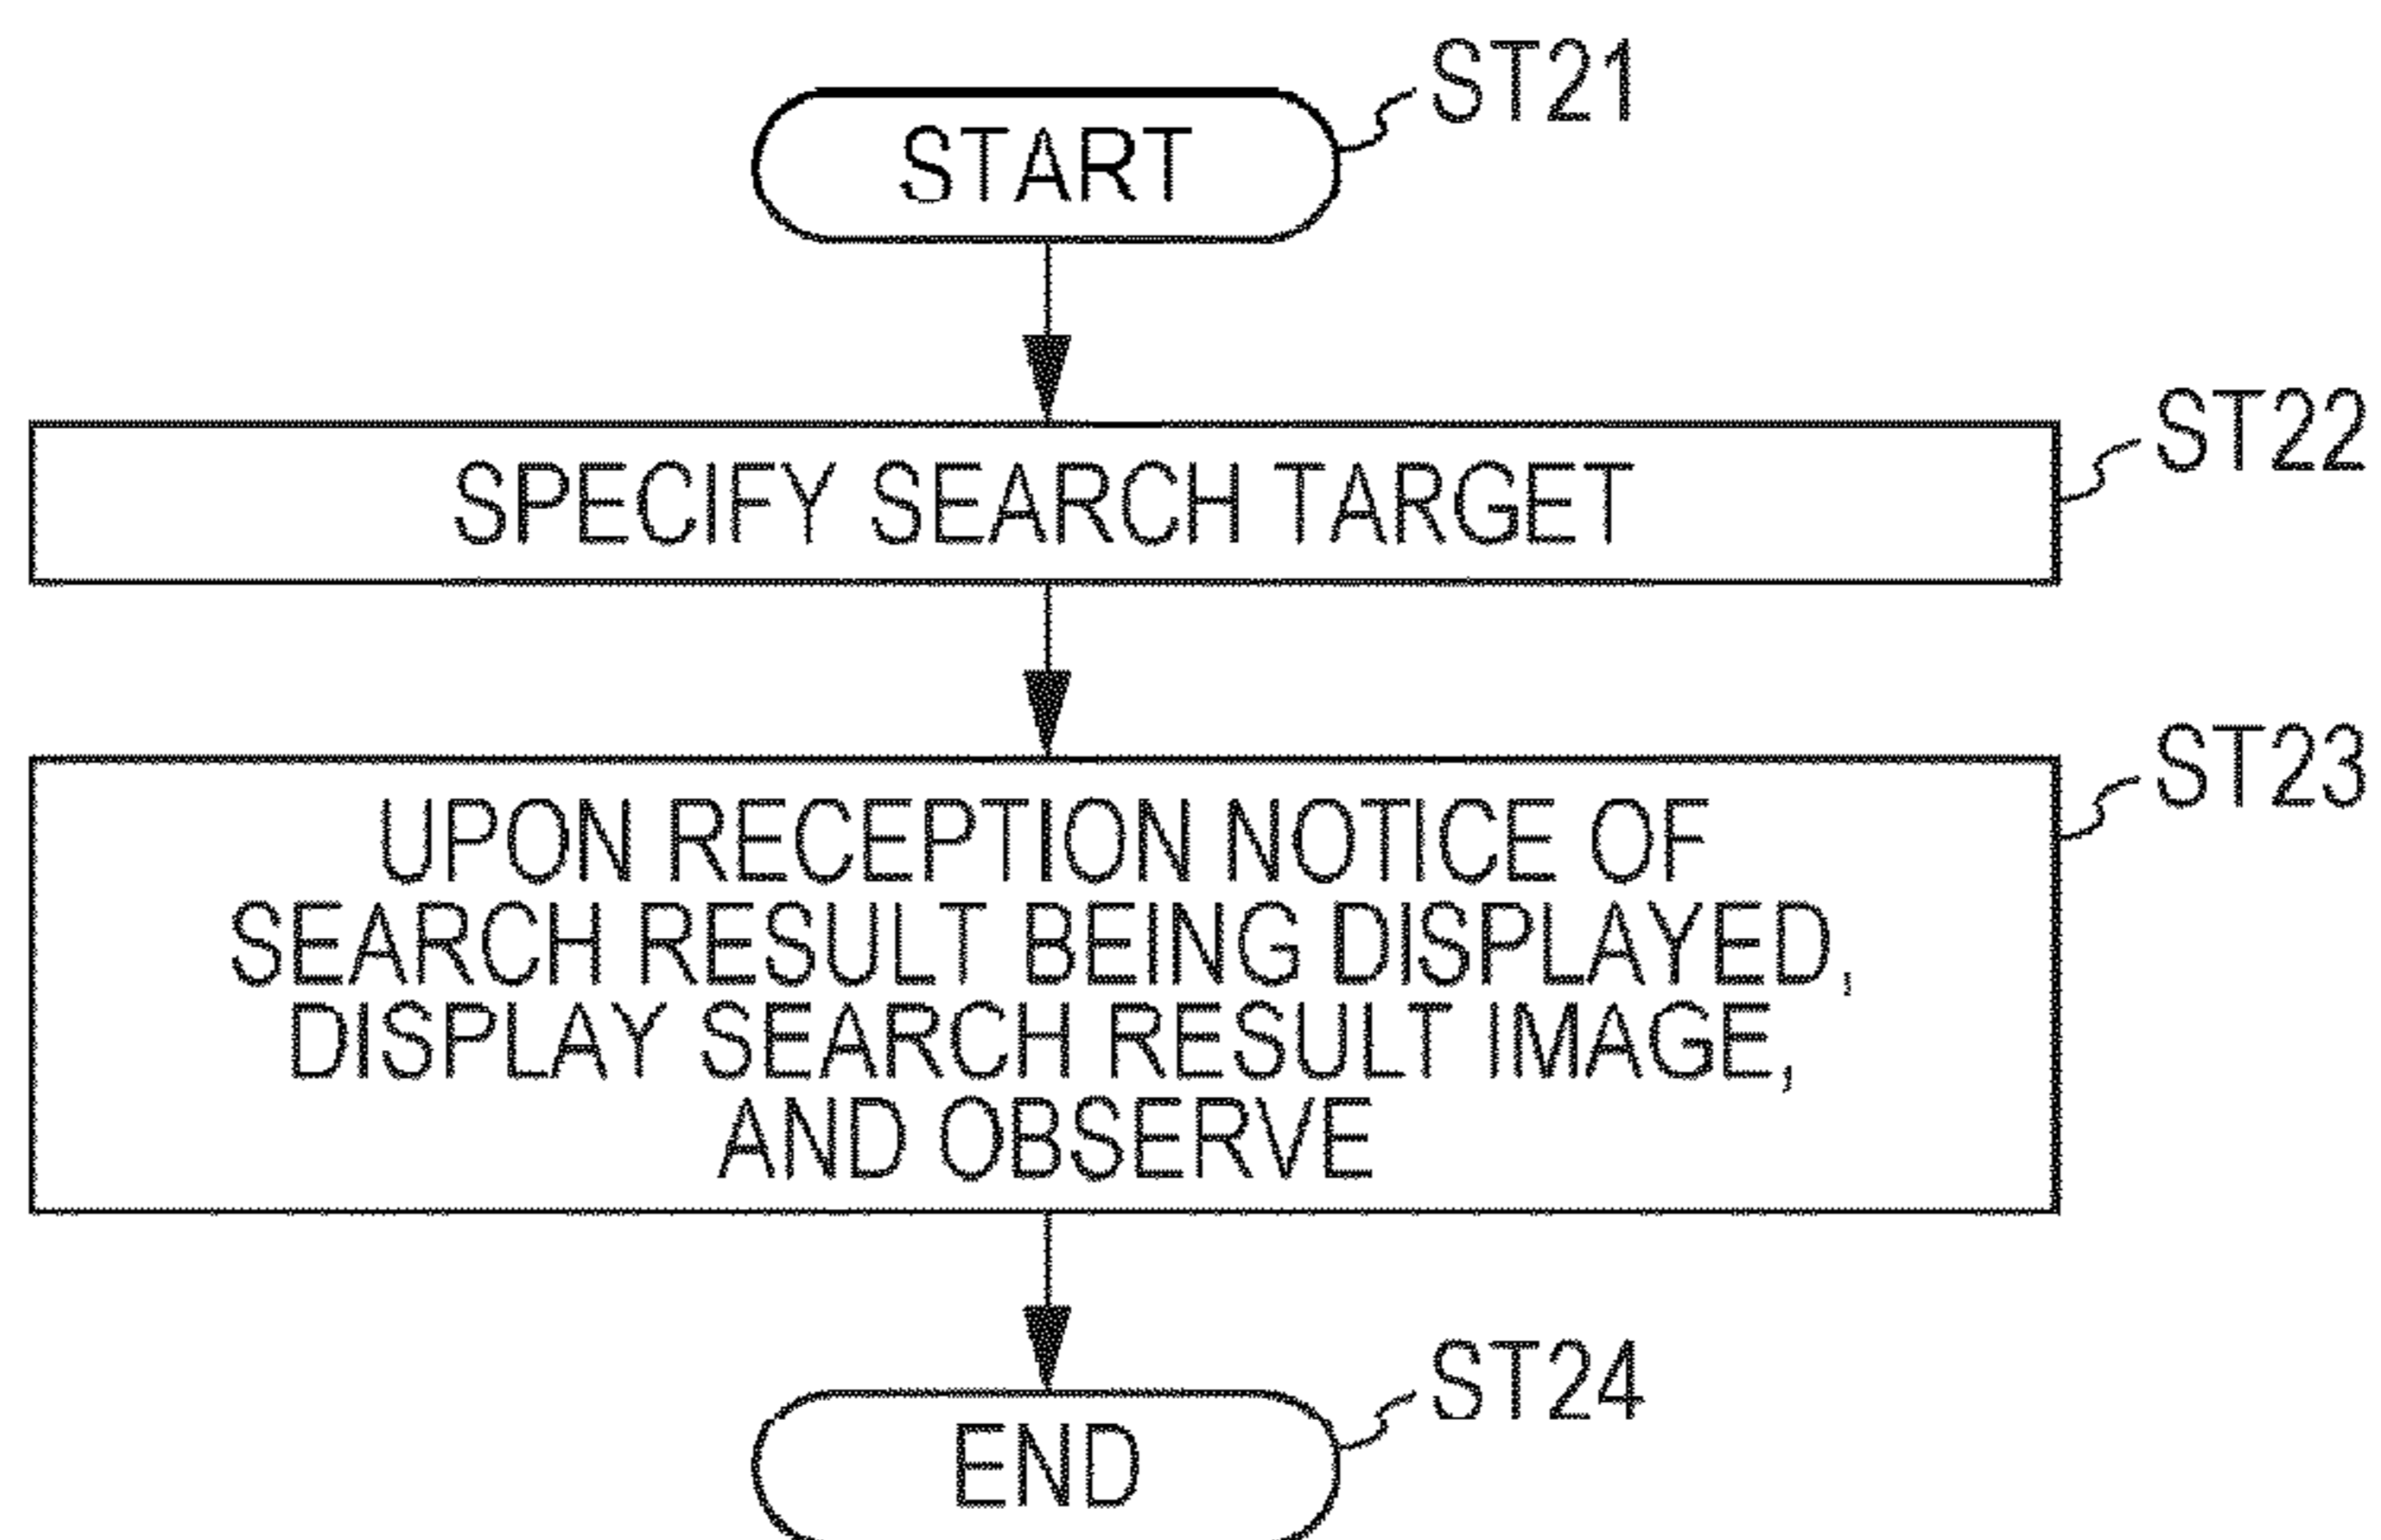 START
ST21
SPECIFY SEARCH TARGET
ST22
UPON RECEPTION NOTICE OF
SEARCH RESULT BEING DISPLAYED,
DISPLAY SEARCH RESULT IMAGE,
AND OBSERVE
ST23
END
ST24